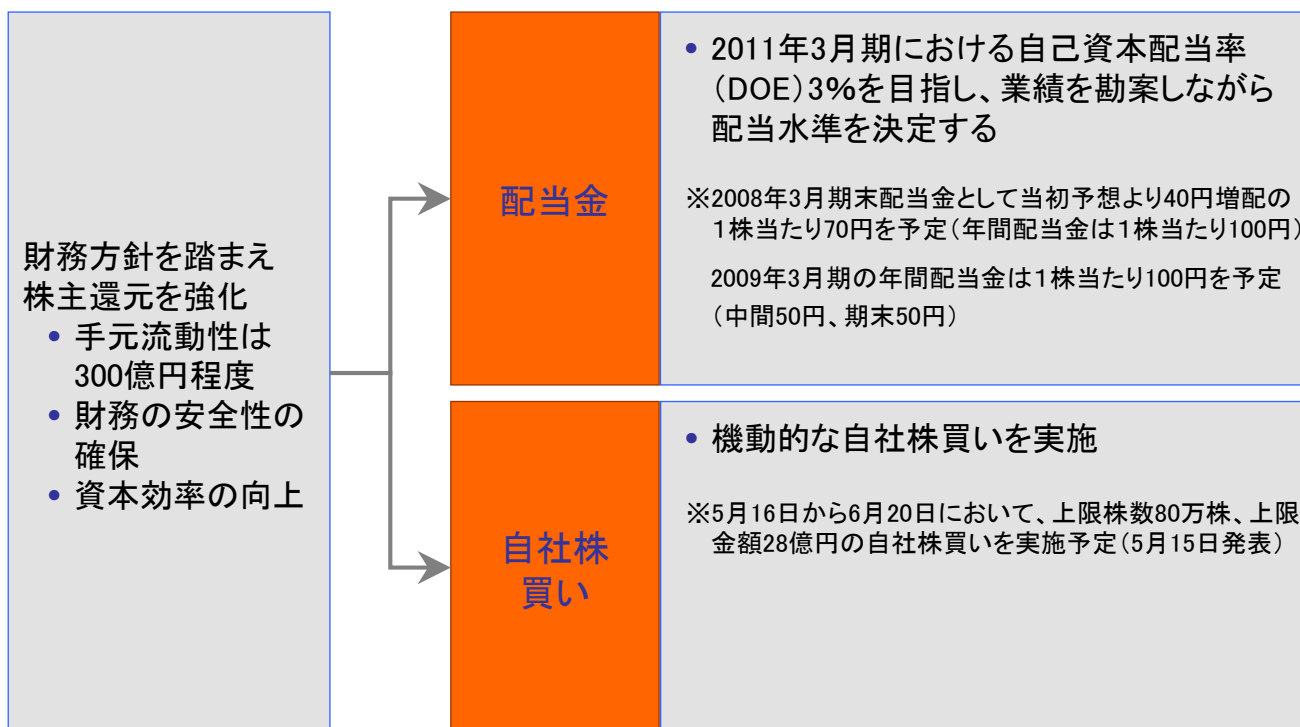 財務方針を踏まえ
株主還元を強化
• 手元流動性は
300億円程度
• 財務の安全性の
確保
• 資本効率の向上
配当金
• 2011年3月期における自己資本配当率
（DOE）3%を目指し、業績を勘案しながら
配当水準を決定する
※2008年3月期末配当金として当初予想より40円増配の
1株当たり70円を予定（年間配当金は1株当たり100円）
2009年3月期の年間配当金は1株当たり100円を予定
（中間50円、期末50円）
自社株
買い
• 機動的な自社株買いを実施
※5月16日から6月20日において、上限株数80万株、上限
金額28億円の自社株買いを実施予定（5月15日発表）